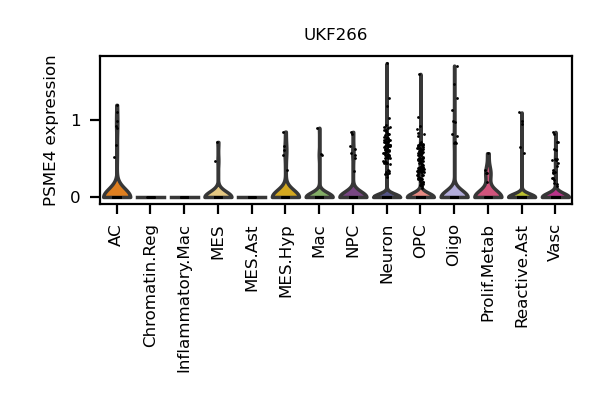 UKF266
PSME4 expression
1
0
AC
Chromatin.Reg
Inflammatory.Mac
MES
MES.Ast
MES.Hyp
Mac
NPC
Neuron
OPC
Oligo
Prolif.Metab
Reactive.Ast
Vasc